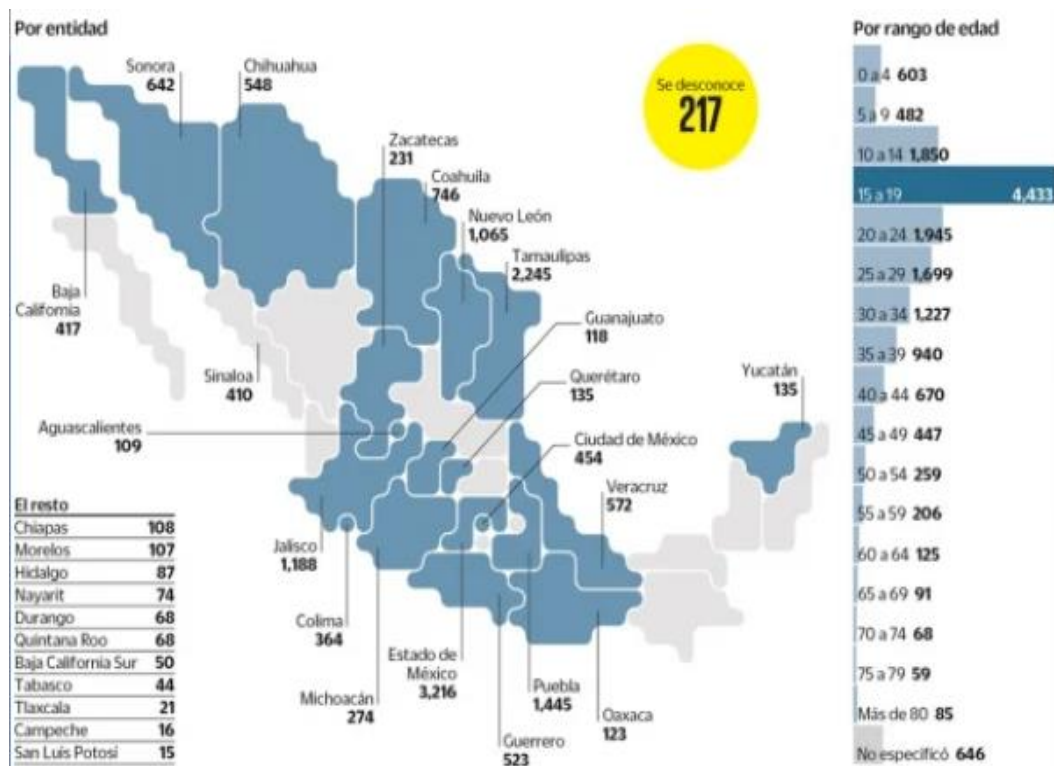 Por entidad
Sonora
642
Chihuahua
548
Zacatecas
231
Coahuila
746
Nuevo León
1,065
Tamaulipas
2,245
Baja
California
417
Sinaloa
410
Guanajuato
118
Querétaro
135
Aguascalientes
109
Ciudad de México
454
Yucatán
135
Veracruz
572
Jalisco
1,188
Colima
364
Michoacán
274
Estado de
México
3,216
Guerrero
523
Puebla
1,445
Oaxaca
123
Se desconoce
217
El resto
Chiapas 108
Morelos 107
Hidalgo 87
Nayarit 74
Durango 68
Quintana Roo 68
Baja California Sur 50
Tabasco 44
Tlaxcala 21
Campeche 16
San Luis Potosí 15
Por rango de edad
0 a 4 603
5 a 9 482
10 a 14 1,850
15 a 19 4,433
20 a 24 1,945
25 a 29 1,699
30 a 34 1,227
35 a 39 940
40 a 44 670
45 a 49 447
50 a 54 259
55 a 59 206
60 a 64 125
65 a 69 91
70 a 74 68
75 a 79 59
Más de 80 85
No especificó 646